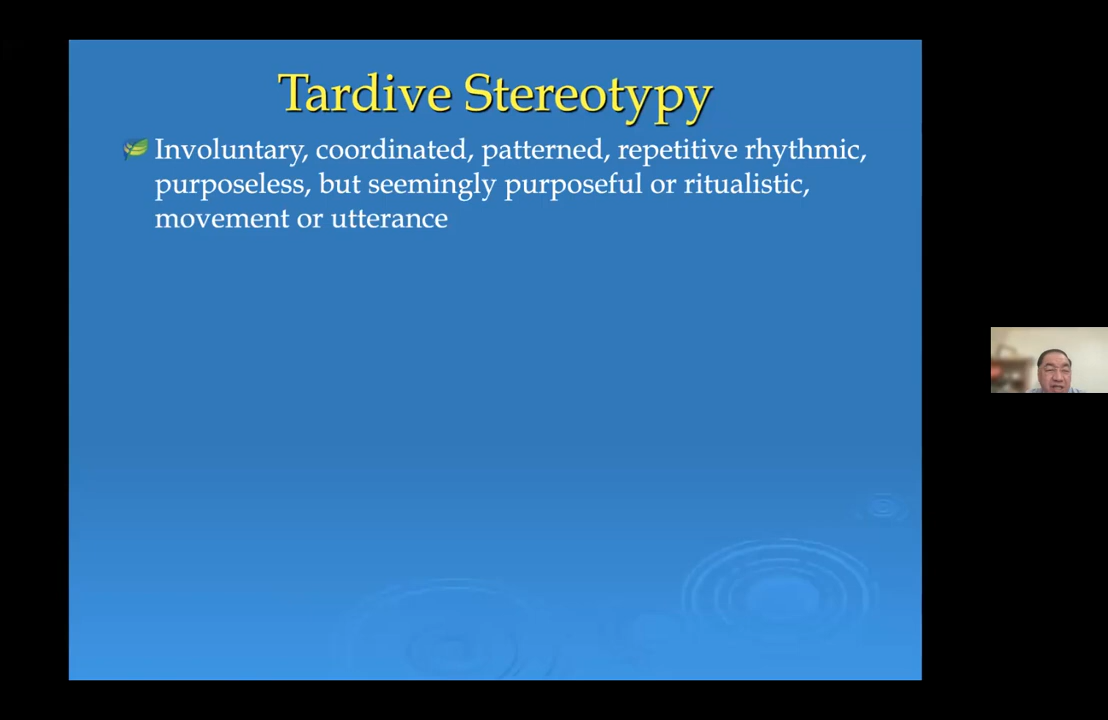 Tardive Stereotypy
Involuntary, coordinated, patterned, repetitive rhythmic,
purposeless, but seemingly purposeful or ritualistic,
movement or utterance